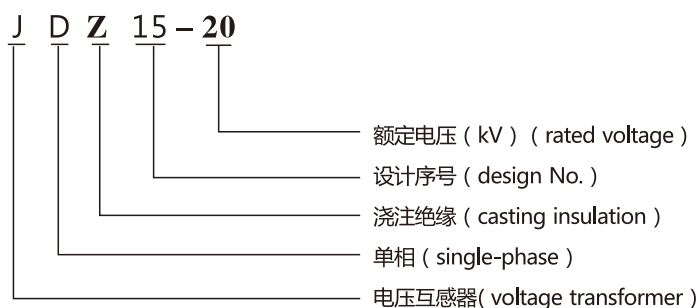 J D Z 15-20
额定电压（kV）（rated voltage）
设计序号（design No.）
浇注绝缘（casting insulation）
单相（single-phase）
电压互感器( voltage transformer )